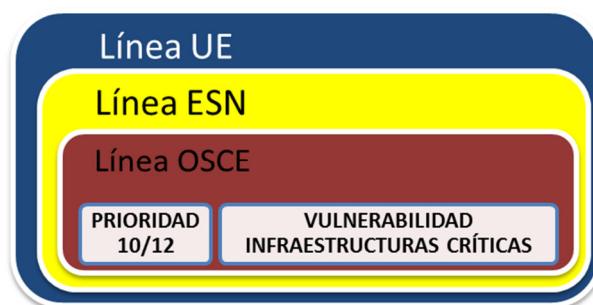 Línea UE
Línea ESN
Línea OSCE
PRIORIDAD
10/12
VULNERABILIDAD
INFRAESTRUCTURAS CRÍTICAS